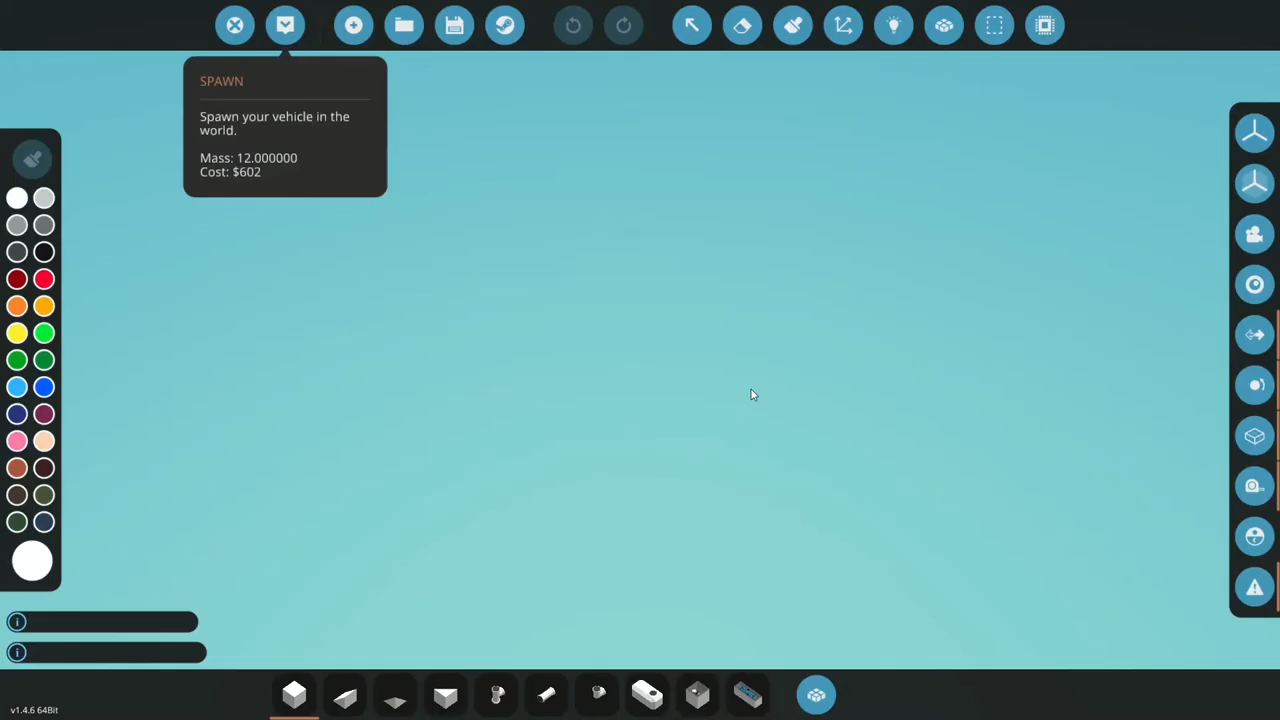 SPAWN
Spawn your vehicle in the
world.
Mass: 12.000000
Cost: $602
v1.4.6 64Bit